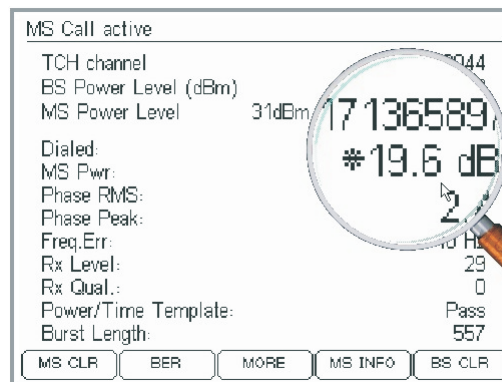 MS Call active
TCH channel
BS Power Level (dBm)
MS Power Level 31dBm
Dialed: 171365897
MS Pwr: *19.6 dB
Phase RMS:
Phase Peak:
Freq.Err: Hz
Rx Level: 29
Rx Qual.: 0
Power/Time Template: Pass
Burst Length: 557
MS CLR BER MORE MS INFO BS CLR